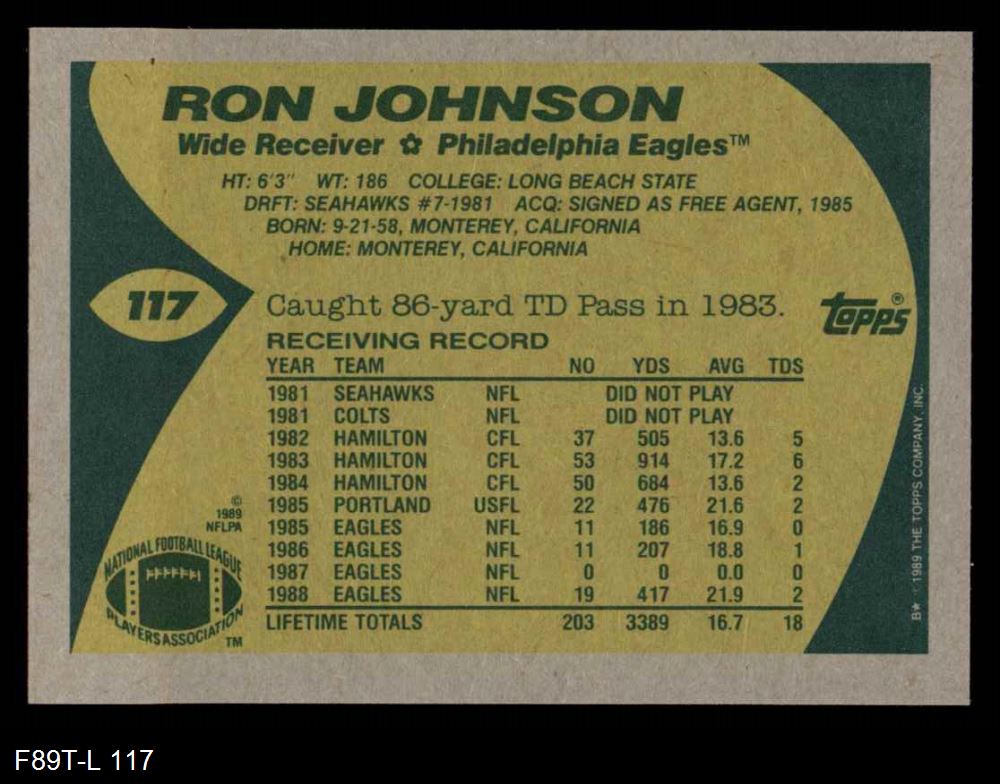 RON JOHNSON
Wide Receiver ✿ Philadelphia Eagles™
HT: 6'3" WT: 186 COLLEGE: LONG BEACH STATE
DRFT: SEAHAWKS #7-1981 ACQ: SIGNED AS FREE AGENT, 1985
BORN: 9-21-58, MONTEREY, CALIFORNIA
HOME: MONTEREY, CALIFORNIA
117
Caught 86-yard TD Pass in 1983.
topps®
RECEIVING RECORD
YEAR TEAM NO YDS AVG TDS
1981 SEAHAWKS NFL DID NOT PLAY
1981 COLTS NFL DID NOT PLAY
1982 HAMILTON CFL 37 505 13.6 5
1983 HAMILTON CFL 53 914 17.2 6
1984 HAMILTON CFL 50 684 13.6 2
1985 PORTLAND USFL 22 476 21.6 2
1985 EAGLES NFL 11 186 16.9 0
1986 EAGLES NFL 11 207 18.8 1
1987 EAGLES NFL 0 0 0.0 0
1988 EAGLES NFL 19 417 21.9 2
LIFETIME TOTALS 203 3389 16.7 18
©
1989
NFLPA
NATIONAL FOOTBALL LEAGUE
PLAYERS ASSOCIATION
TM
B★ © 1989 THE TOPPS COMPANY, INC.
F89T-L 117